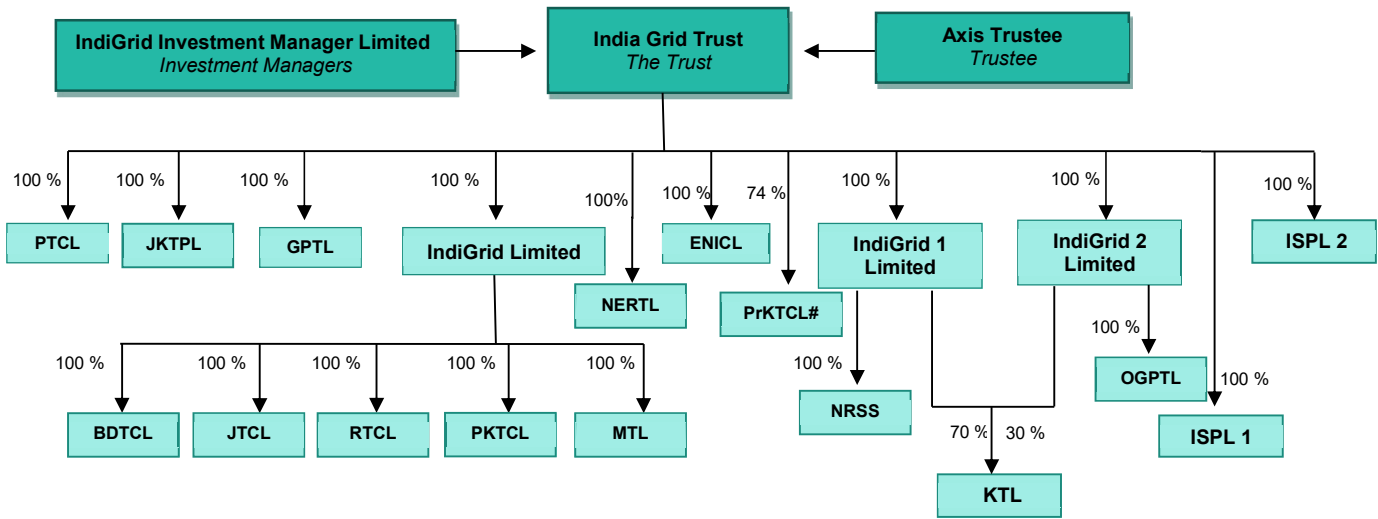 IndiGrid Investment Manager Limited
Investment Managers
India Grid Trust
The Trust
Axis Trustee
Trustee
100 %
100 %
100 %
100 %
100%
100 %
74 %
100 %
100 %
100 %
PTCL
JKTPL
GPTL
IndiGrid Limited
NERTL
ENICL
PrKTCL#
IndiGrid 1
Limited
IndiGrid 2
Limited
ISPL 2
100 %
100 %
100 %
100 %
100 %
100 %
100 %
100 %
BDTCL
JTCL
RTCL
PKTCL
MTL
NRSS
OGPTL
ISPL 1
70 %
30 %
KTL